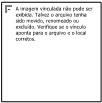 A imagem vinculada não pode ser
exibida. Talvez o arquivo tenha
sido movido, renomeado ou
excluído. Verifique se o vínculo
aponta para o arquivo e o local
corretos.